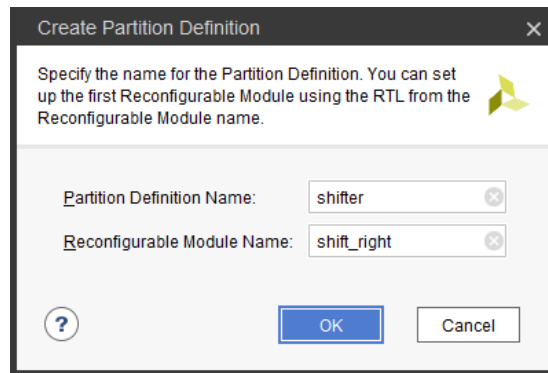 Create Partition Definition
Specify the name for the Partition Definition. You can set
up the first Reconfigurable Module using the RTL from the
Reconfigurable Module name.
Partition Definition Name: shifter
Reconfigurable Module Name: shift_right
? OK Cancel